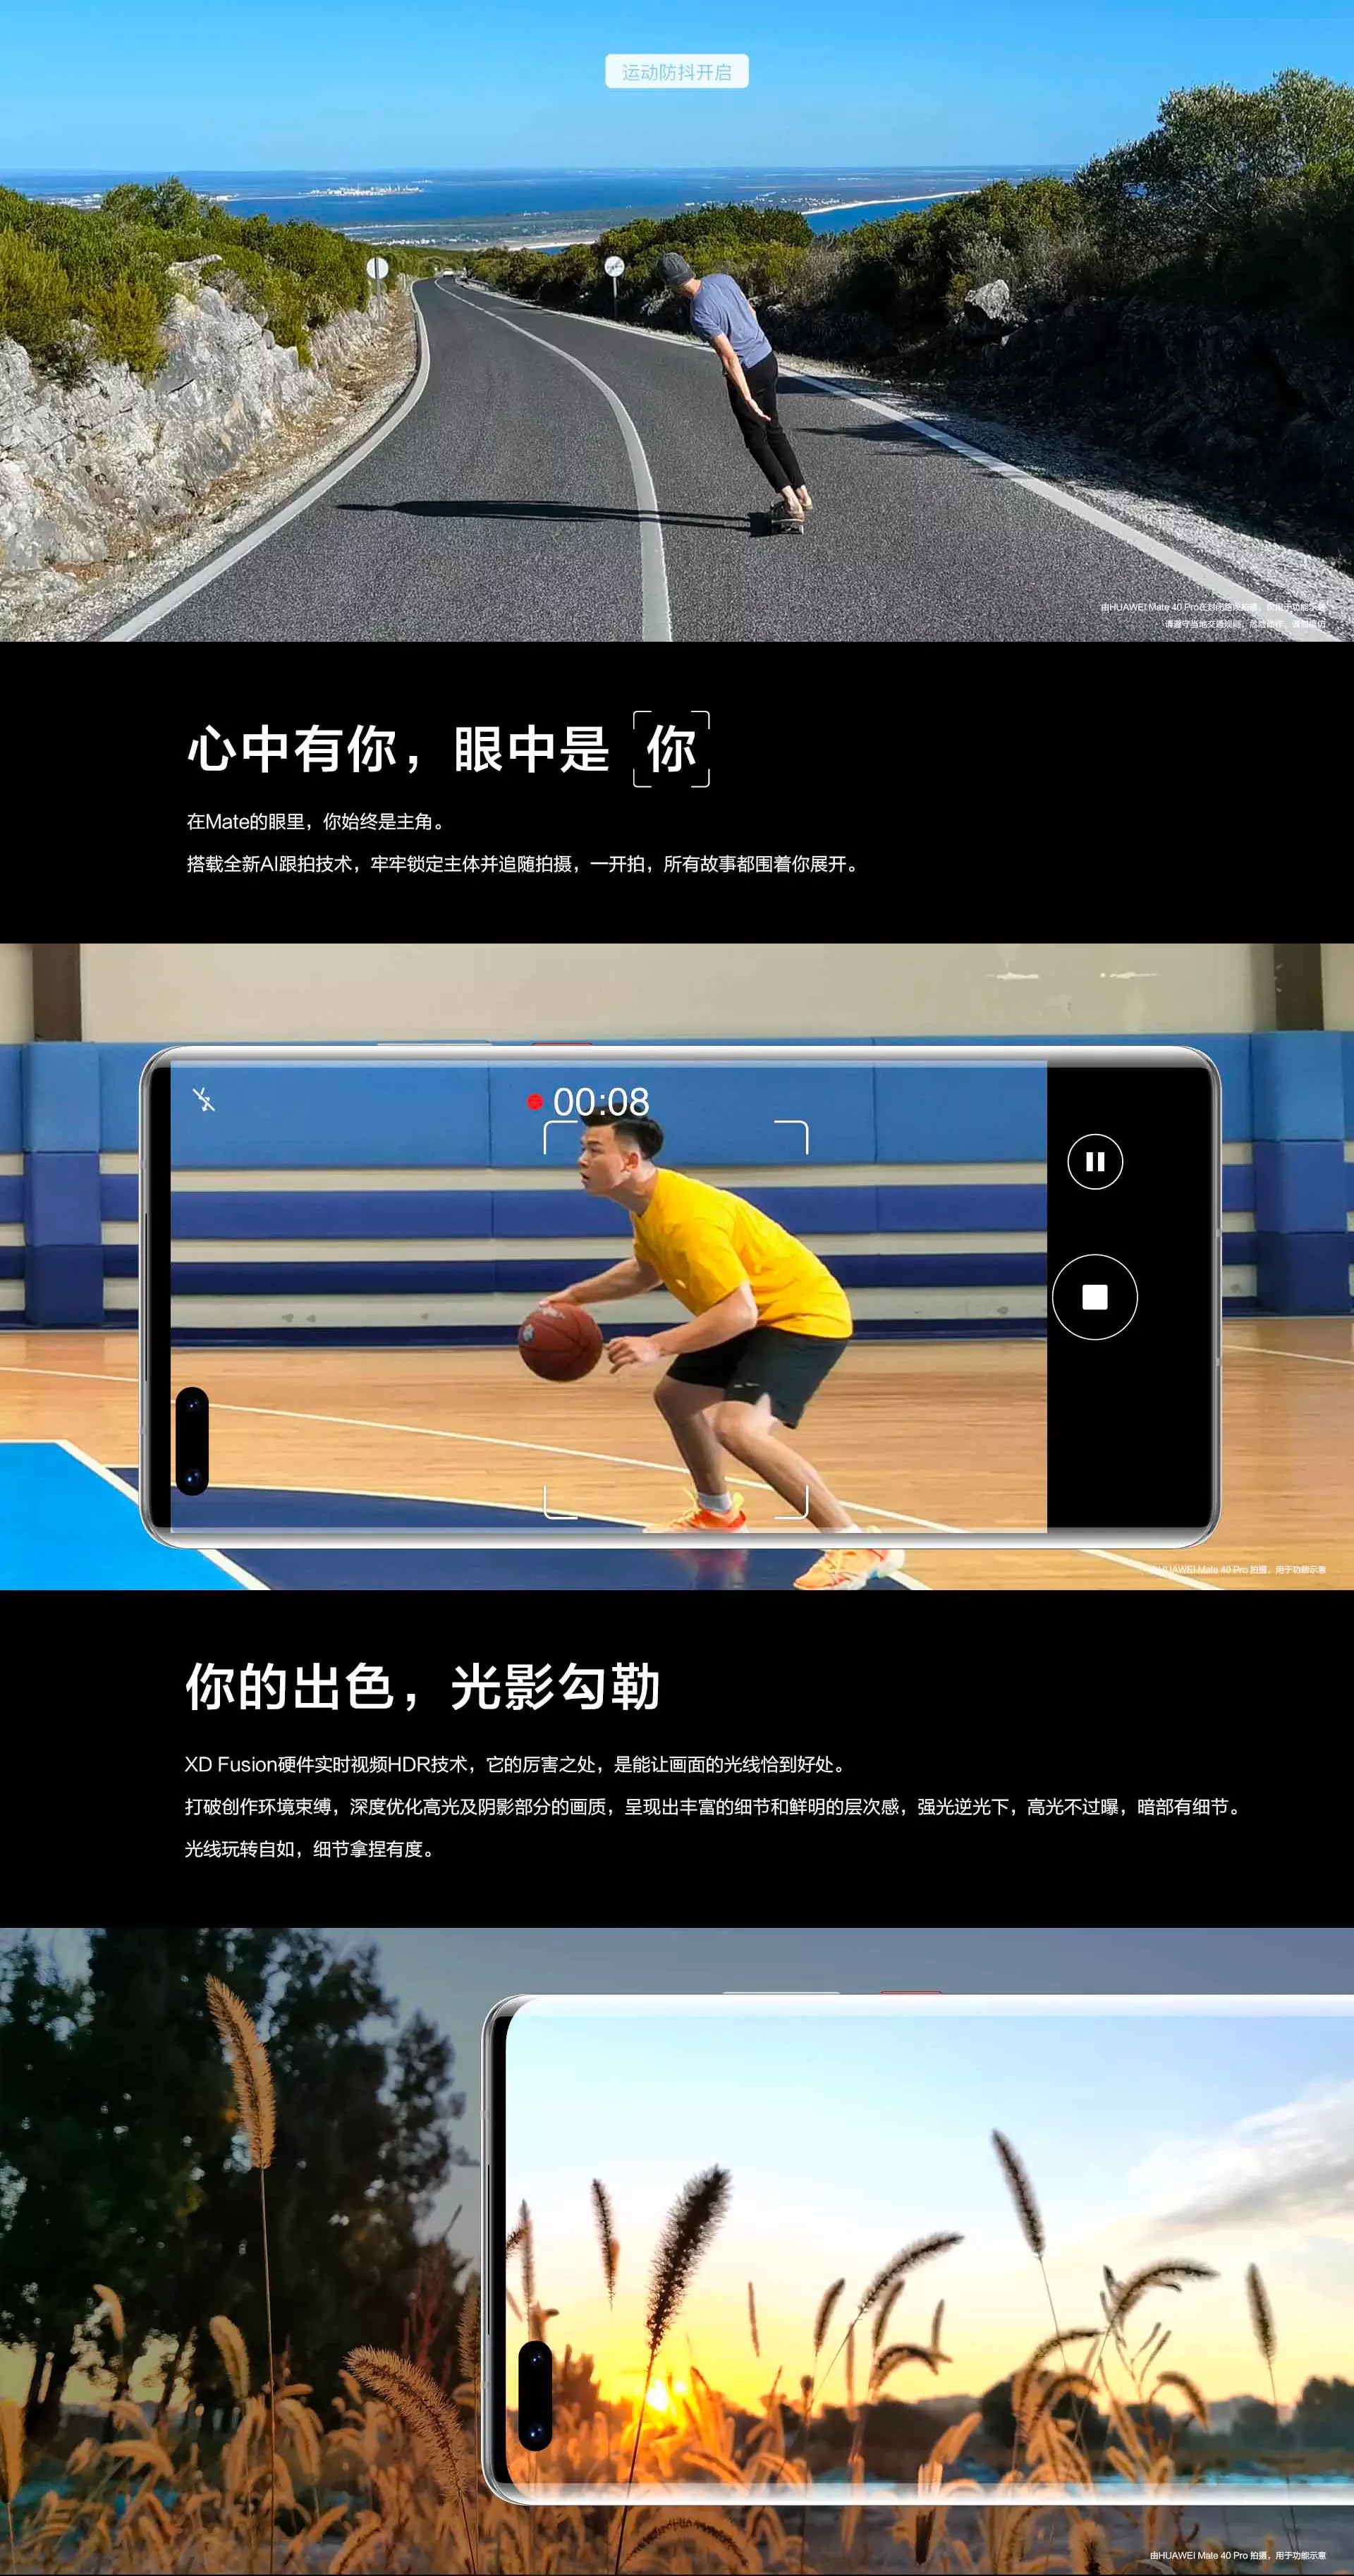 运动防抖开启
由HUAWEI Mate 40 Pro在封闭路段拍摄，仅用于功能示意
请遵守当地交通规则，危险动作，请勿模仿
心中有你，眼中是 你
在Mate的眼里，你始终是主角。
搭载全新AI跟拍技术，牢牢锁定主体并追随拍摄，一开拍，所有故事都围着你展开。
00:08
由HUAWEI Mate 40 Pro 拍摄，用于功能示意
你的出色，光影勾勒
XD Fusion硬件实时视频HDR技术，它的厉害之处，是能让画面的光线恰到好处。
打破创作环境束缚，深度优化高光及阴影部分的画质，呈现出丰富的细节和鲜明的层次感，强光逆光下，高光不过曝，暗部有细节。
光线玩转自如，细节拿捏有度。
由HUAWEI Mate 40 Pro 拍摄，用于功能示意